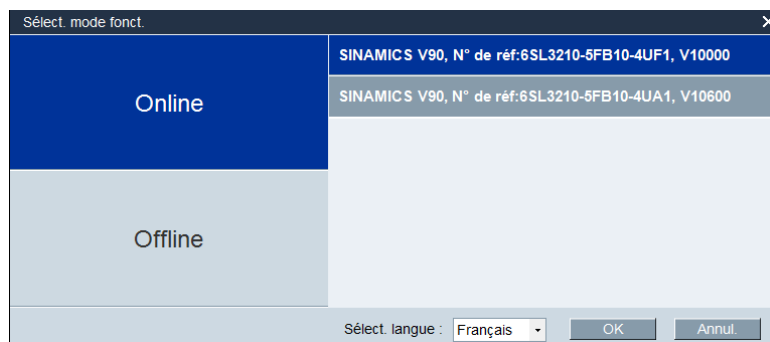 Sélect. mode fonct.
Online
SINAMICS V90, N° de réf:6SL3210-5FB10-4UF1, V10000
SINAMICS V90, N° de réf:6SL3210-5FB10-4UA1, V10600
Offline
Sélect. langue : Français OK Annul.